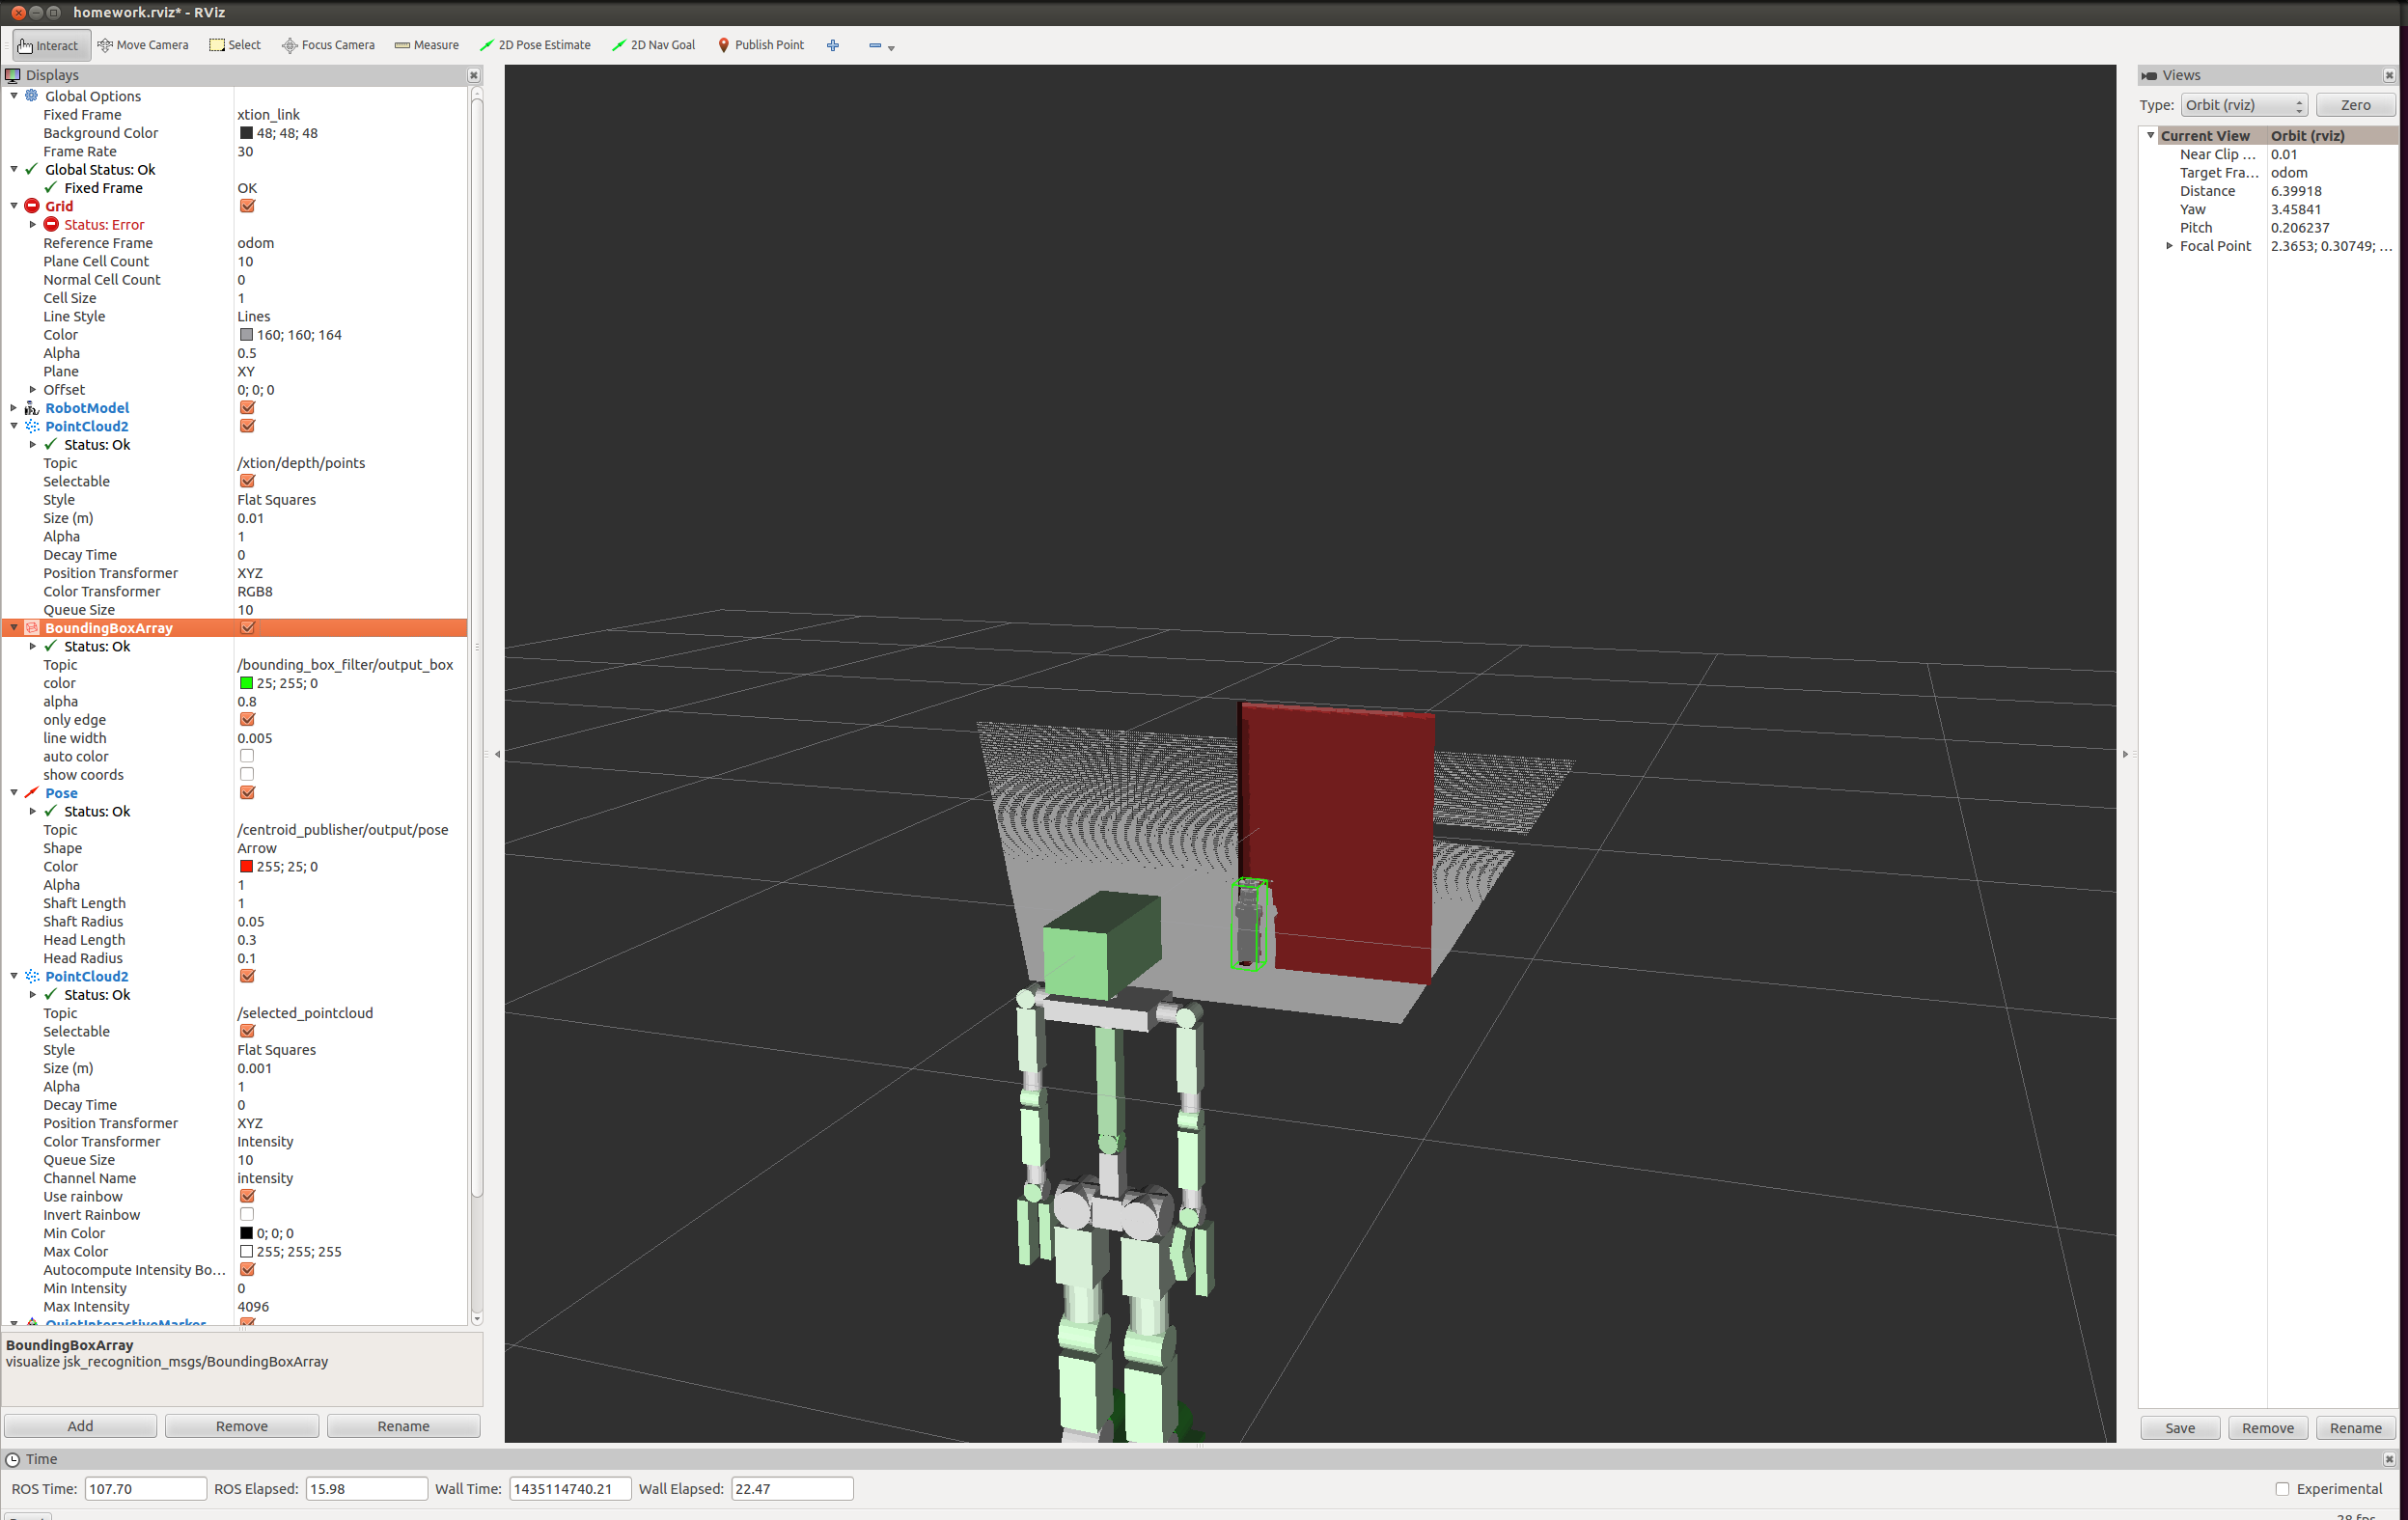 homework.rviz* - RViz
Interact Move Camera Select Focus Camera Measure 2D Pose Estimate 2D Nav Goal Publish Point
Displays
Global Options
Fixed Frame xtion_link
Background Color 48; 48; 48
Frame Rate 30
Global Status: Ok
Fixed Frame OK
Grid
Status: Error
Reference Frame odom
Plane Cell Count 10
Normal Cell Count 0
Cell Size 1
Line Style Lines
Color 160; 160; 164
Alpha 0.5
Plane XY
Offset 0; 0; 0
RobotModel
PointCloud2
Status: Ok
Topic /xtion/depth/points
Selectable
Style Flat Squares
Size (m) 0.01
Alpha 1
Decay Time 0
Position Transformer XYZ
Color Transformer RGB8
Queue Size 10
BoundingBoxArray
Status: Ok
Topic /bounding_box_filter/output_box
color 25; 255; 0
alpha 0.8
only edge
line width 0.005
auto color
show coords
Pose
Status: Ok
Topic /centroid_publisher/output/pose
Shape Arrow
Color 255; 25; 0
Alpha 1
Shaft Length 1
Shaft Radius 0.05
Head Length 0.3
Head Radius 0.1
PointCloud2
Status: Ok
Topic /selected_pointcloud
Selectable
Style Flat Squares
Size (m) 0.001
Alpha 1
Decay Time 0
Position Transformer XYZ
Color Transformer Intensity
Queue Size 10
Channel Name intensity
Use rainbow
Invert Rainbow
Min Color 0; 0; 0
Max Color 255; 255; 255
Autocompute Intensity Bo...
Min Intensity 0
Max Intensity 4096
QuietInteractiveMarker
BoundingBoxArray
visualize jsk_recognition_msgs/BoundingBoxArray
Add Remove Rename
Views
Type: Orbit (rviz) Zero
Current View Orbit (rviz)
Near Clip ... 0.01
Target Fra... odom
Distance 6.39918
Yaw 3.45841
Pitch 0.206237
Focal Point 2.3653; 0.30749; ...
Save Remove Rename
Time
ROS Time: 107.70 ROS Elapsed: 15.98 Wall Time: 1435114740.21 Wall Elapsed: 22.47 Experimental
28 fps